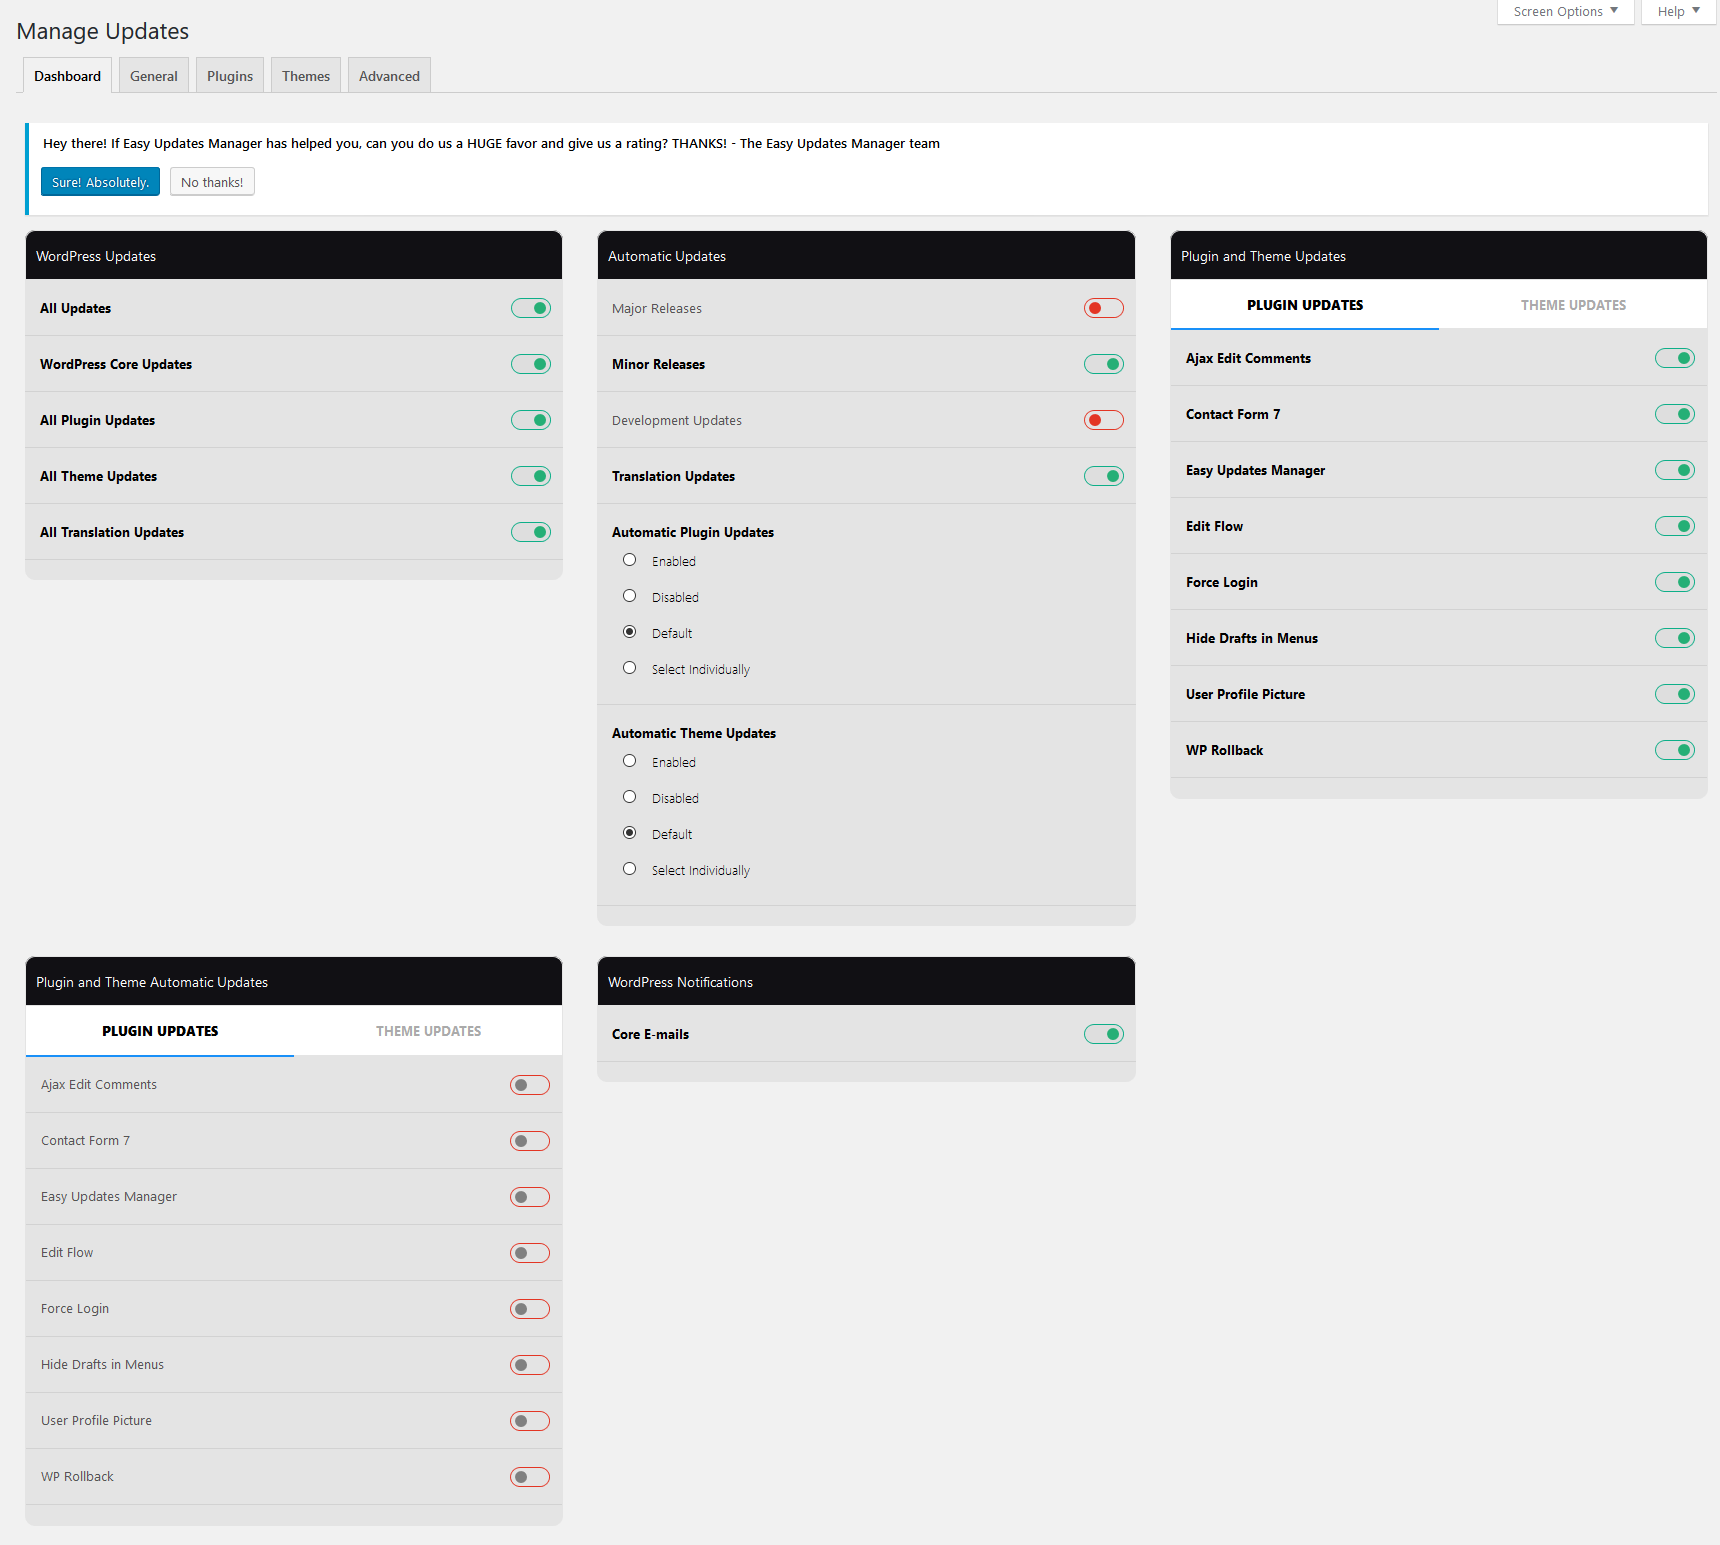 Screen Options
Help
Manage Updates
Dashboard
General
Plugins
Themes
Advanced
Hey there! If Easy Updates Manager has helped you, can you do us a HUGE favor and give us a rating? THANKS! - The Easy Updates Manager team
Sure! Absolutely.
No thanks!
WordPress Updates
All Updates
WordPress Core Updates
All Plugin Updates
All Theme Updates
All Translation Updates
Automatic Updates
Major Releases
Minor Releases
Development Updates
Translation Updates
Automatic Plugin Updates
Enabled
Disabled
Default
Select Individually
Automatic Theme Updates
Enabled
Disabled
Default
Select Individually
Plugin and Theme Updates
PLUGIN UPDATES
THEME UPDATES
Ajax Edit Comments
Contact Form 7
Easy Updates Manager
Edit Flow
Force Login
Hide Drafts in Menus
User Profile Picture
WP Rollback
Plugin and Theme Automatic Updates
PLUGIN UPDATES
THEME UPDATES
Ajax Edit Comments
Contact Form 7
Easy Updates Manager
Edit Flow
Force Login
Hide Drafts in Menus
User Profile Picture
WP Rollback
WordPress Notifications
Core E-mails